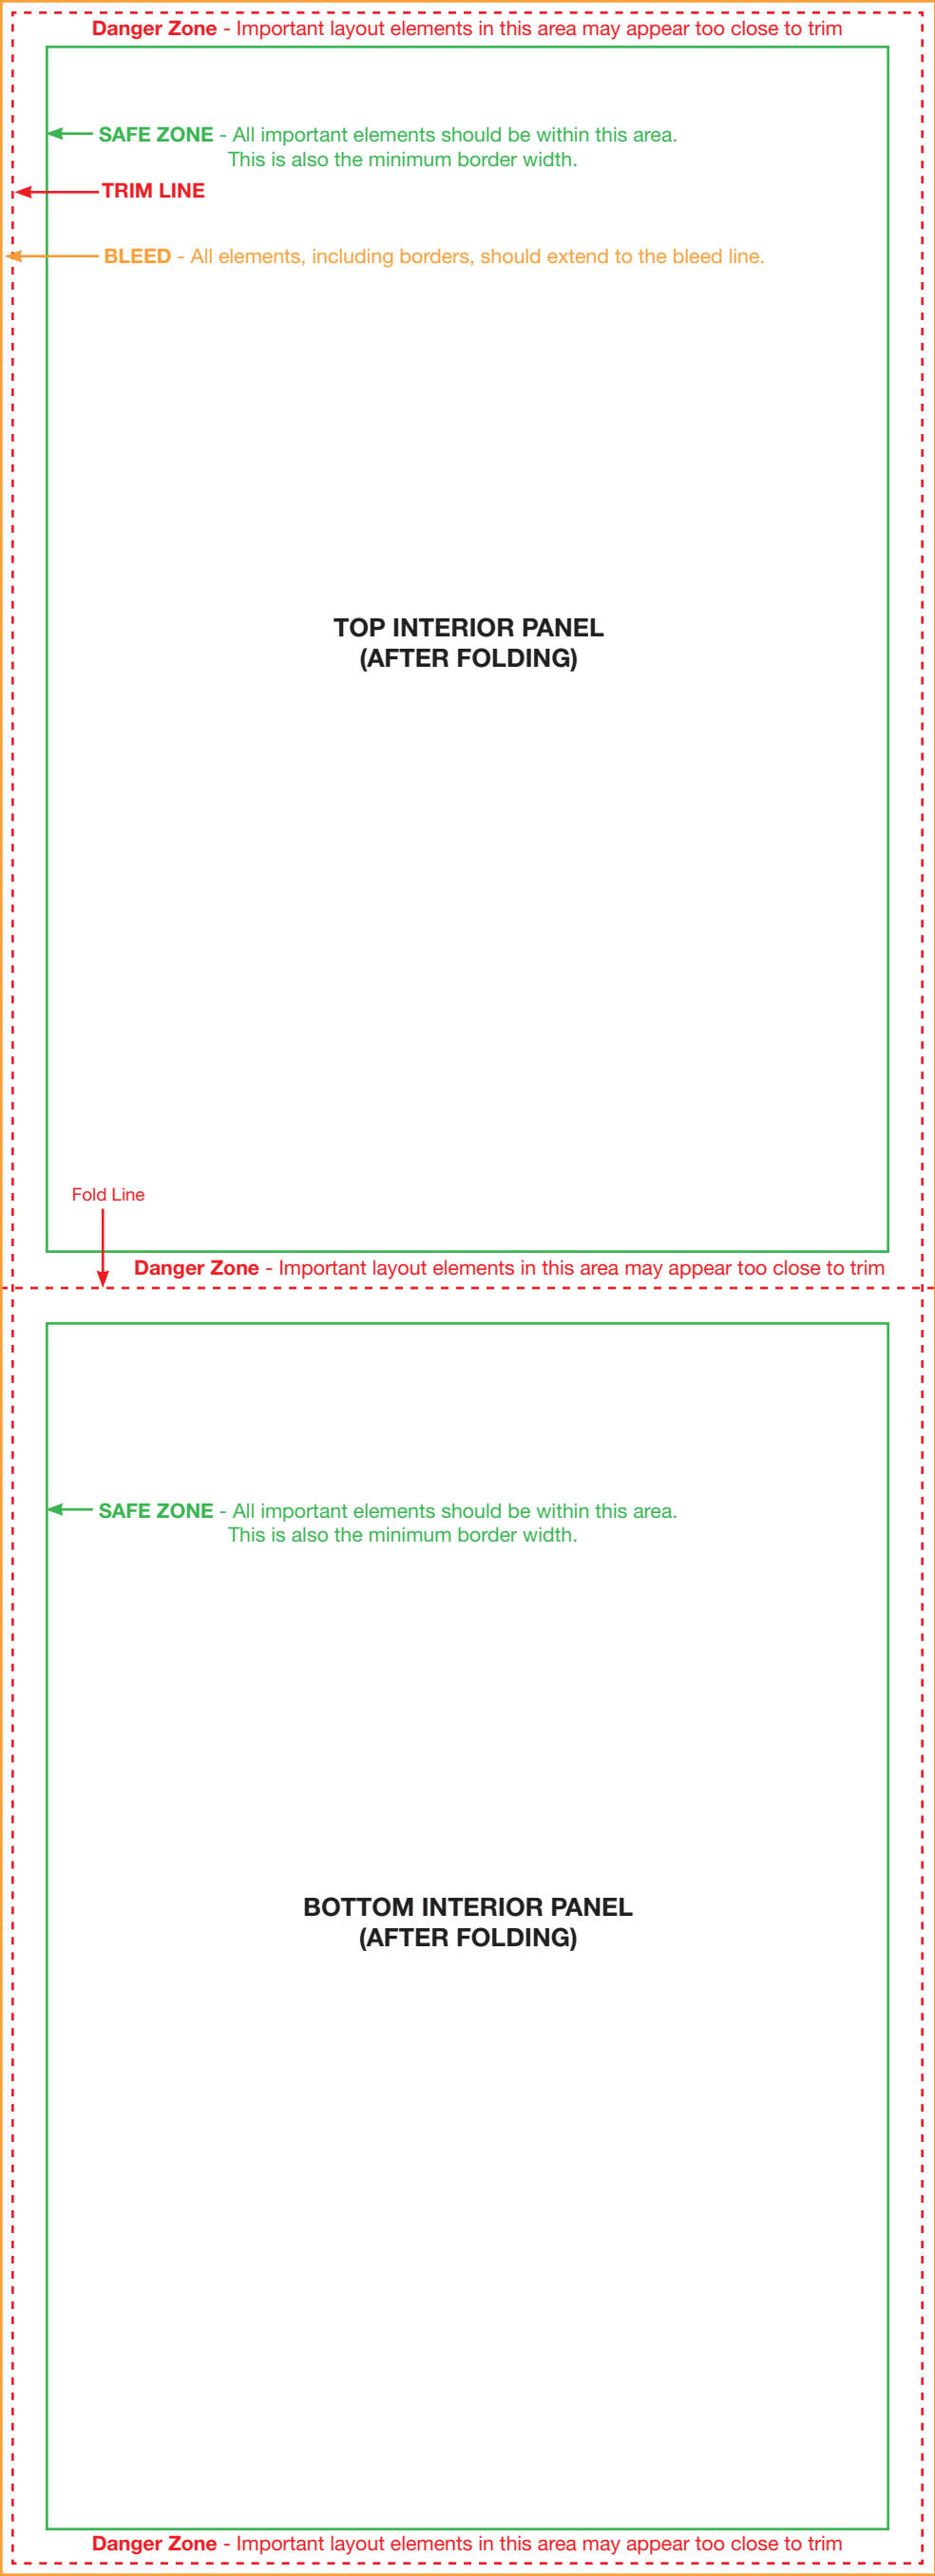 Danger Zone - Important layout elements in this area may appear too close to trim
SAFE ZONE - All important elements should be within this area.
This is also the minimum border width.
TRIM LINE
BLEED - All elements, including borders, should extend to the bleed line.
TOP INTERIOR PANEL
(AFTER FOLDING)
Fold Line
Danger Zone - Important layout elements in this area may appear too close to trim
SAFE ZONE - All important elements should be within this area.
This is also the minimum border width.
BOTTOM INTERIOR PANEL
(AFTER FOLDING)
Danger Zone - Important layout elements in this area may appear too close to trim